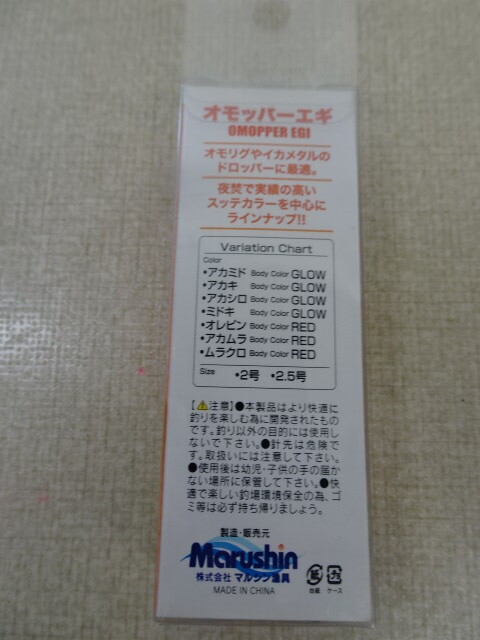 オモッパーエギ
OMOPPER EGI
オモリグやイカメタルの
ドロッパーに最適。
夜焚で実績の高い
スッテカラーを中心に
ラインナップ!!
Variation Chart
Color
・アカミド Body Color GLOW
・アカキ Body Color GLOW
・アカシロ Body Color GLOW
・ミドキ Body Color GLOW
・オレピン Body Color RED
・アカムラ Body Color RED
・ムラクロ Body Color RED
Size ・2号 ・2.5号
【⚠注意】●本製品はより快適に
釣りを楽しむ為に開発されたもの
です。釣り以外の目的には使用し
ないで下さい。●針先は危険で
す。取扱いには注意して下さい。
●使用後は幼児・子供の手の届か
ない場所に保管して下さい。●快
適で楽しい釣場環境保全の為、ゴ
ミ等は必ず持ち帰りましょう。
製造・販売元
Marushin
株式会社 マルシン漁具
MADE IN CHINA
台紙 ケース